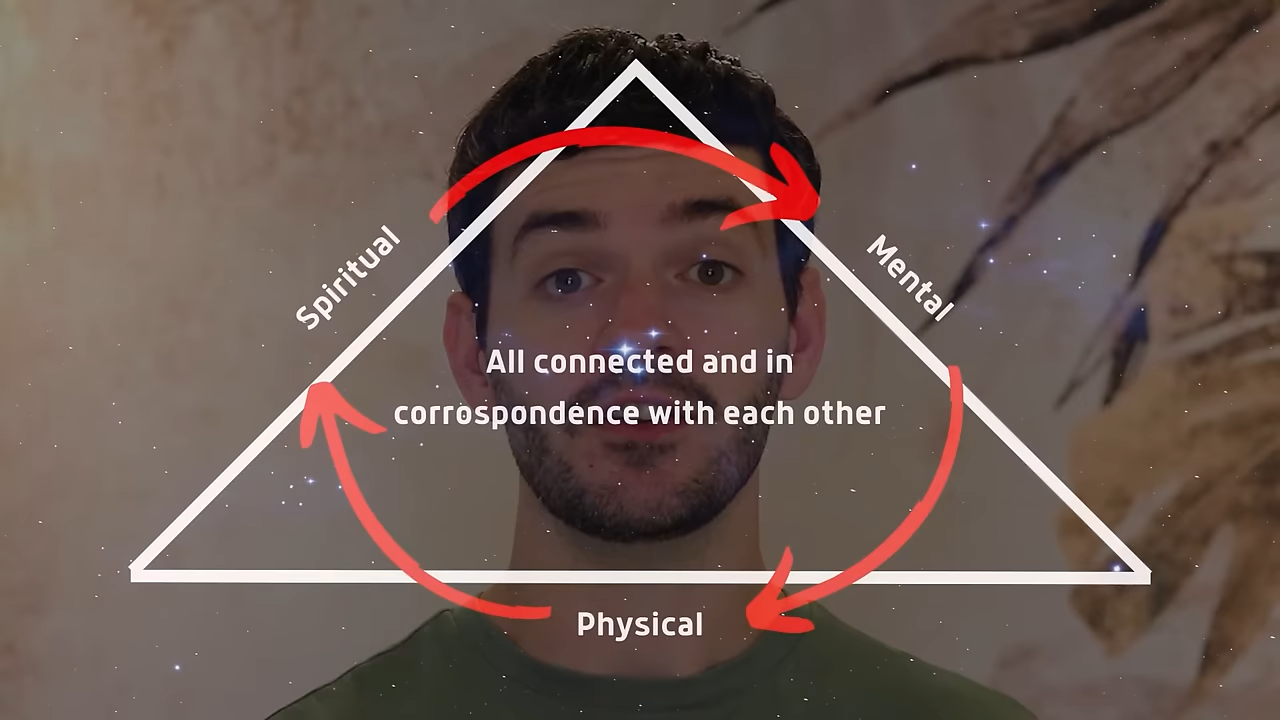 Spiritual
Mental
All connected and in
corrospondence with each other
Physical